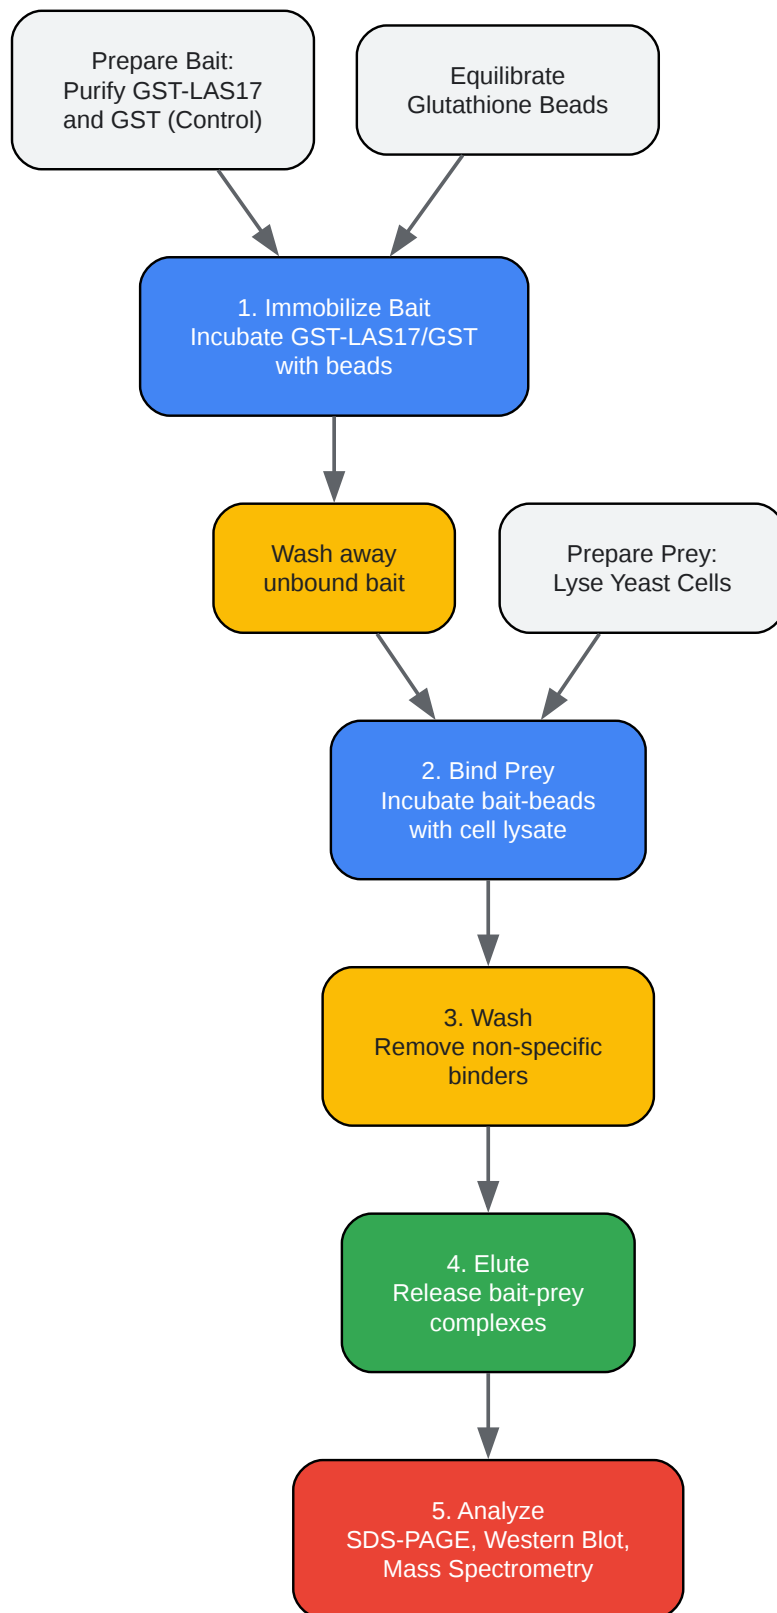 Prepare Bait:
Purify GST-LAS17
and GST (Control)
Equilibrate
Glutathione Beads
1. Immobilize Bait
Incubate GST-LAS17/GST
with beads
Wash away
unbound bait
Prepare Prey:
Lyse Yeast Cells
2. Bind Prey
Incubate bait-beads
with cell lysate
3. Wash
Remove non-specific
binders
4. Elute
Release bait-prey
complexes
5. Analyze
SDS-PAGE, Western Blot,
Mass Spectrometry